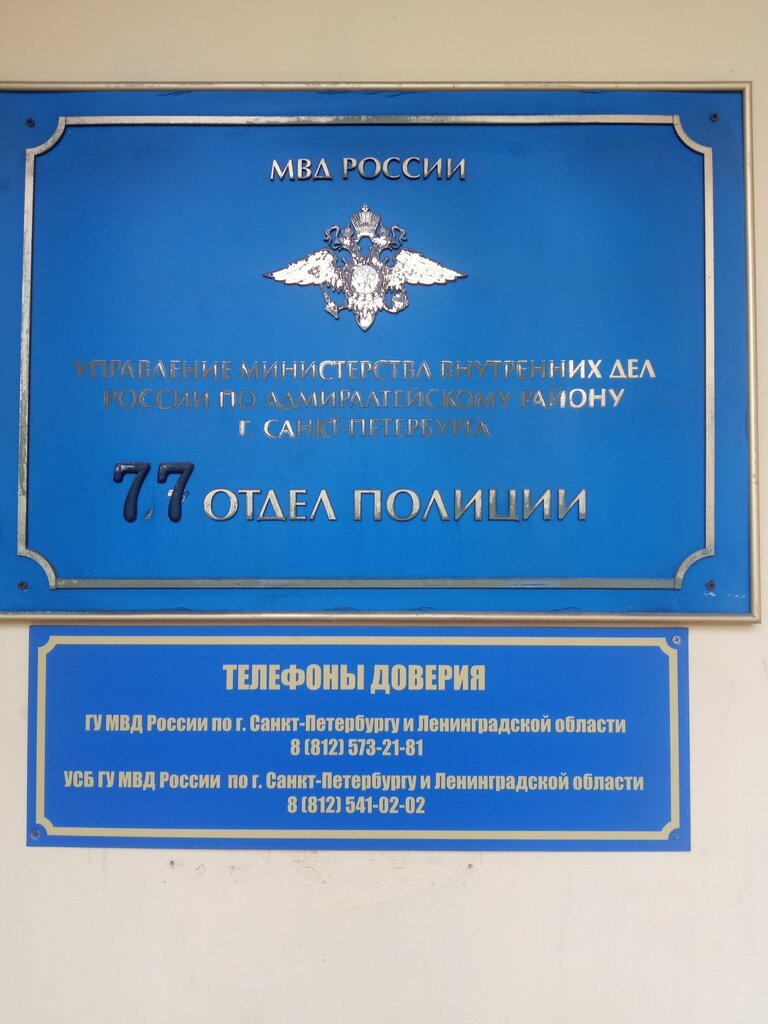 МВД РОССИИ
УПРАВЛЕНИЕ МИНИСТЕРСТВА ВНУТРЕННИХ ДЕЛ
РОССИИ ПО АДМИРАЛТЕЙСКОМУ РАЙОНУ
Г. САНКТ-ПЕТЕРБУРГА
77 ОТДЕЛ ПОЛИЦИИ
ТЕЛЕФОНЫ ДОВЕРИЯ
ГУ МВД России по г. Санкт-Петербургу и Ленинградской области
8 (812) 573-21-81
УСБ ГУ МВД России по г. Санкт-Петербургу и Ленинградской области
8 (812) 541-02-02